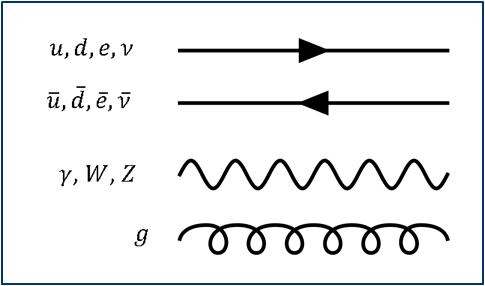 u, d, e, ν
ū, d̄, ē, ν̄
γ, W, Z
g